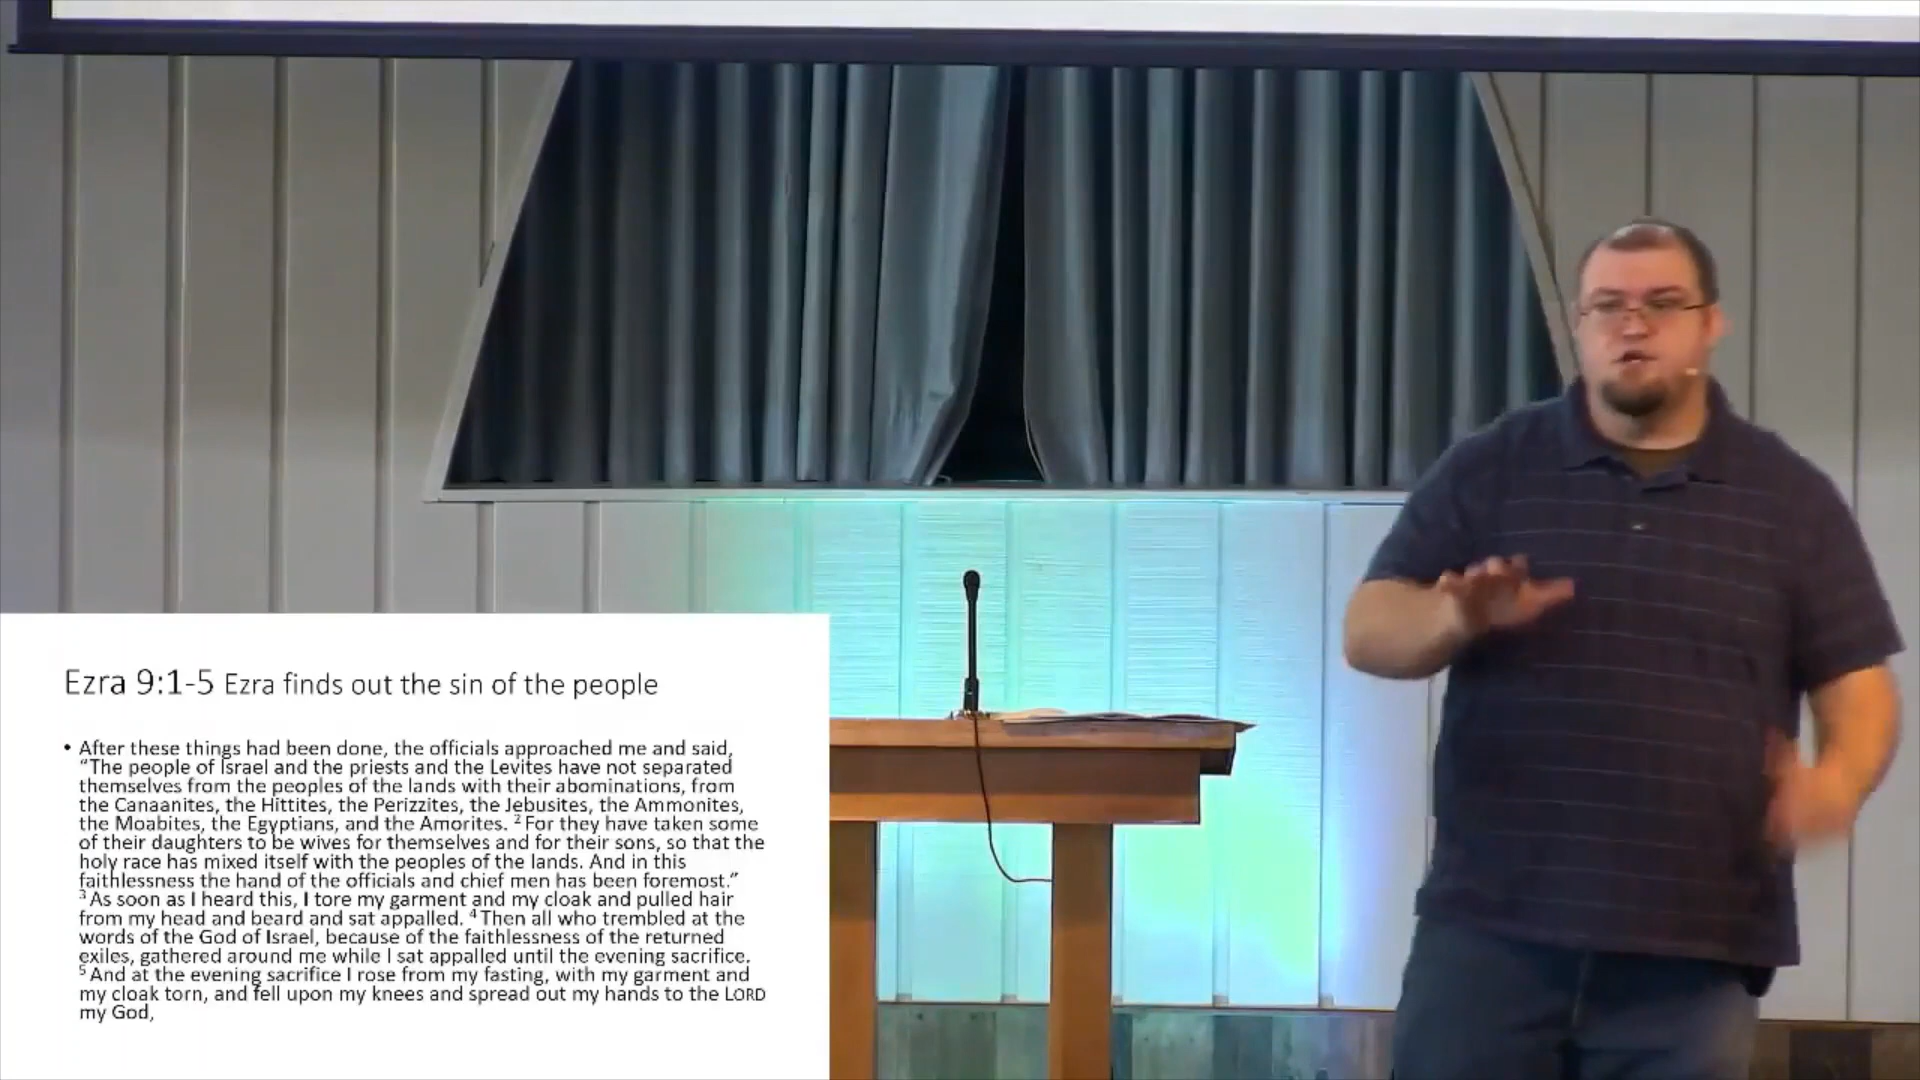 Ezra 9:1-5 Ezra finds out the sin of the people
• After these things had been done, the officials approached me and said,
“The people of Israel and the priests and the Levites have not separated
themselves from the peoples of the lands with their abominations, from
the Canaanites, the Hittites, the Perizzites, the Jebusites, the Ammonites,
the Moabites, the Egyptians, and the Amorites. 2 For they have taken some
of their daughters to be wives for themselves and for their sons, so that the
holy race has mixed itself with the peoples of the lands. And in this
faithlessness the hand of the officials and chief men has been foremost.”
3 As soon as I heard this, I tore my garment and my cloak and pulled hair
from my head and beard and sat appalled. 4 Then all who trembled at the
words of the God of Israel, because of the faithlessness of the returned
exiles, gathered around me while I sat appalled until the evening sacrifice.
5 And at the evening sacrifice I rose from my fasting, with my garment and
my cloak torn, and fell upon my knees and spread out my hands to the LORD
my God,